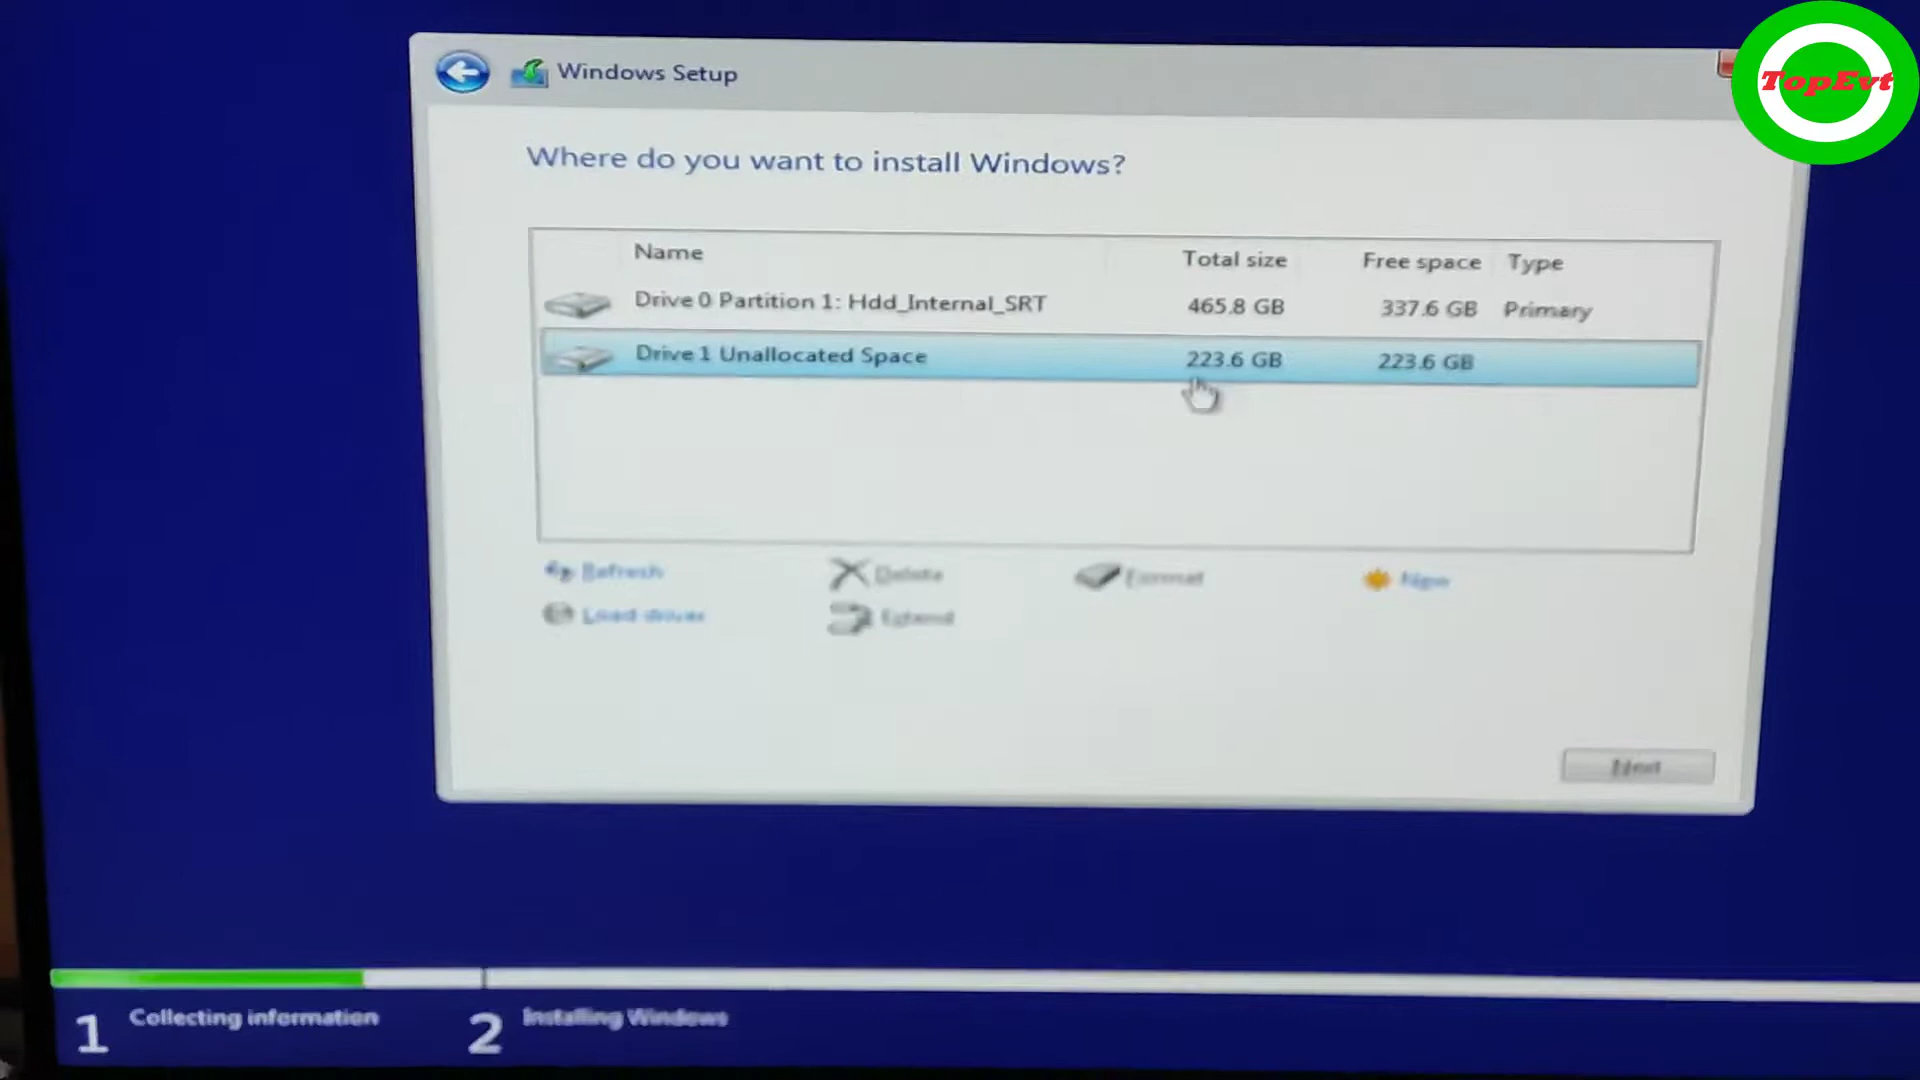 Windows Setup
TopEvt
Where do you want to install Windows?
Name Total size Free space Type
Drive 0 Partition 1: Hdd_Internal_SRT 465.8 GB 337.6 GB Primary
Drive 1 Unallocated Space 223.6 GB 223.6 GB
Refresh Delete Format New
Load driver Extend
Next
1 Collecting information 2 Installing Windows